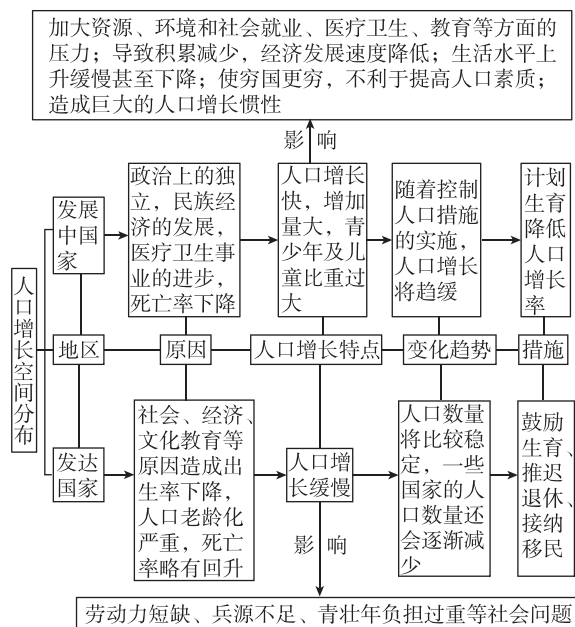 加大资源、环境和社会就业、医疗卫生、教育等方面的
压力；导致积累减少，经济发展速度降低；生活水平上
升缓慢甚至下降；使穷国更穷，不利于提高人口素质；
造成巨大的人口增长惯性
影响
人口增长空间分布
发展
中国
家
政治上的独
立，民族经
济的发展，
医疗卫生事
业的进步，
死亡率下降
人口增长
快，增加
量大，青
少年及儿
童比重过
大
随着控制
人口措施
的实施，
人口增长
将趋缓
计划
生育
降低
人口
增长
率
地区
原因
人口增长特点
变化趋势
措施
发达
国家
社会、经济、
文化教育等
原因造成出
生率下降，
人口老龄化
严重，死亡
率略有回升
人口增
长缓慢
人口数量
将比较稳
定，一些
国家的人
口数量还
会逐渐减
少
鼓励
生育、
推迟
退休、
接纳
移民
影响
劳动力短缺、兵源不足、青壮年负担过重等社会问题